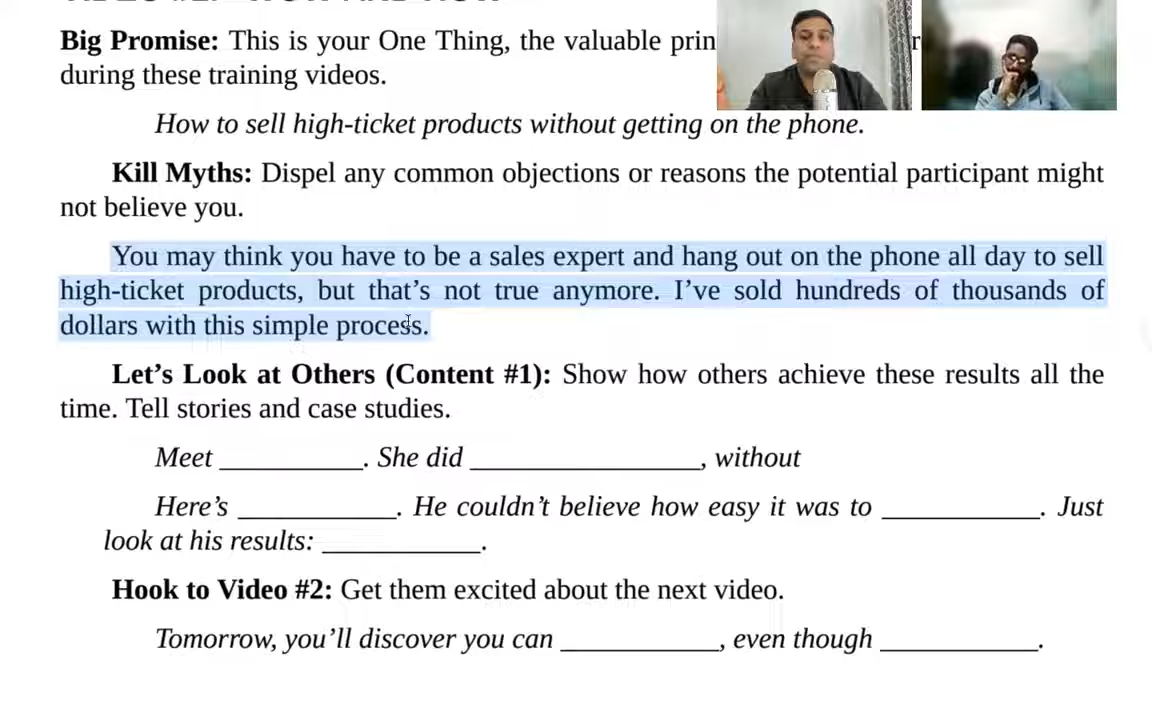 Big Promise: This is your One Thing, the valuable prin
during these training videos.
How to sell high-ticket products without getting on the phone.
Kill Myths: Dispel any common objections or reasons the potential participant might
not believe you.
You may think you have to be a sales expert and hang out on the phone all day to sell
high-ticket products, but that’s not true anymore. I’ve sold hundreds of thousands of
dollars with this simple process.
Let’s Look at Others (Content #1): Show how others achieve these results all the
time. Tell stories and case studies.
Meet __________. She did ________________, without
Here’s ___________. He couldn’t believe how easy it was to ___________. Just
look at his results: ___________.
Hook to Video #2: Get them excited about the next video.
Tomorrow, you’ll discover you can ___________, even though ___________.